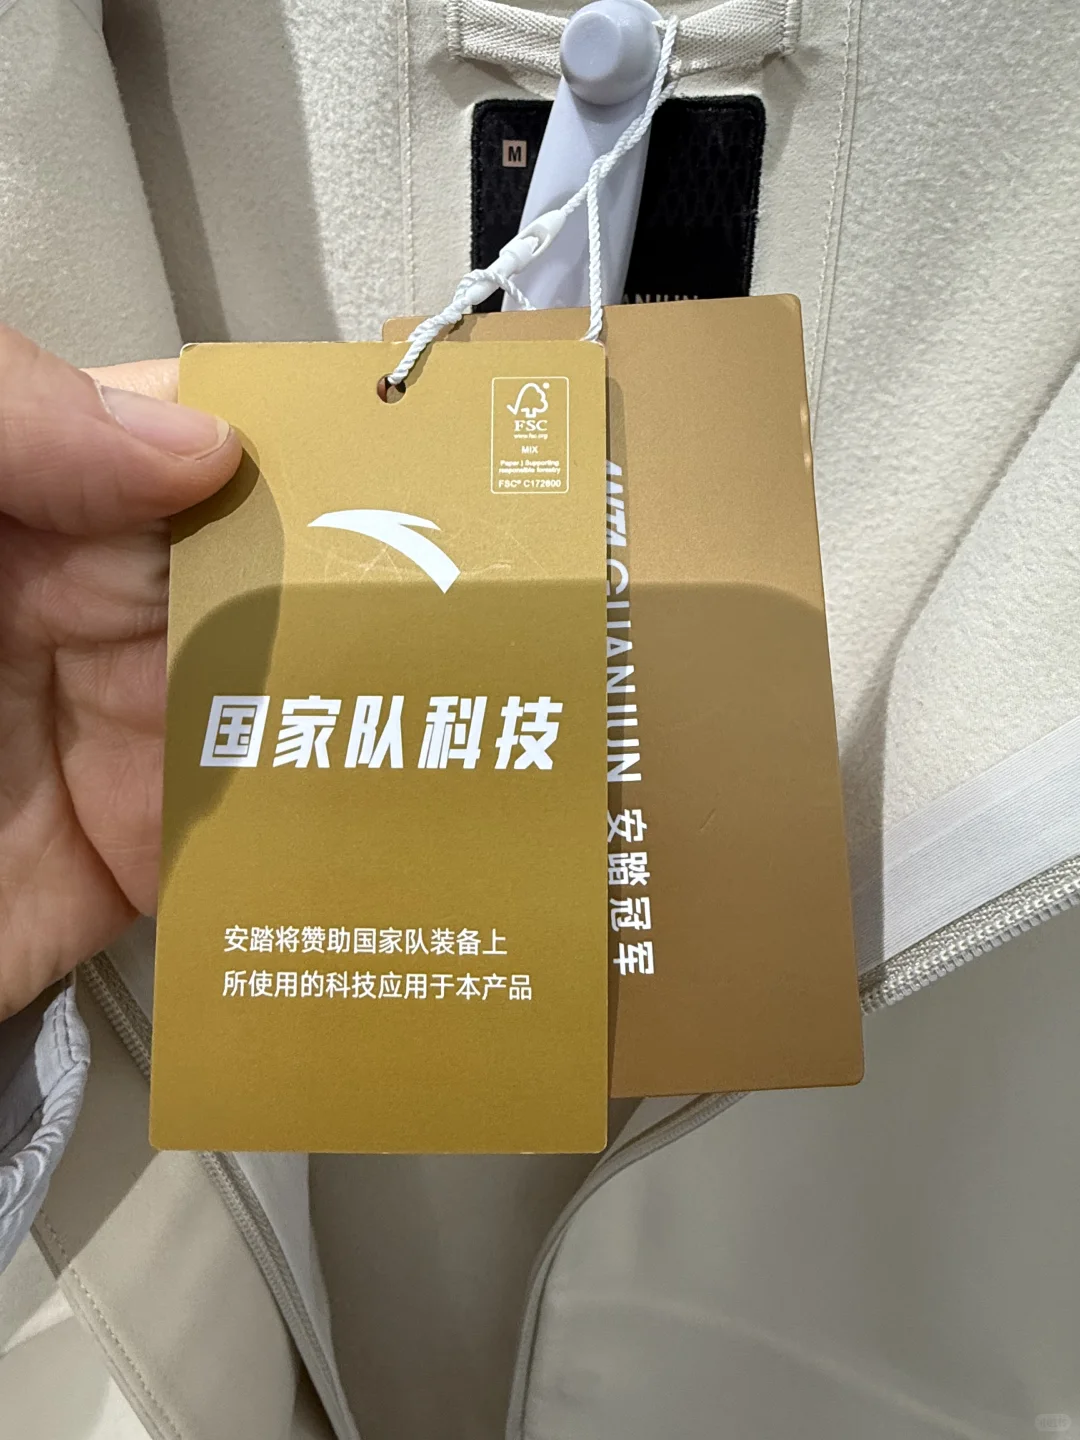 M
FSC
www.fsc.org
MIX
Paper | Supporting
responsible forestry
FSC® C172600
国家队科技
安踏将赞助国家队装备上
所使用的科技应用于本产品
ANTA GUANJUN 安踏冠军